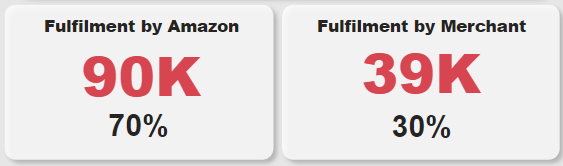 Fulfilment by Amazon
90K
70%
Fulfilment by Merchant
39K
30%